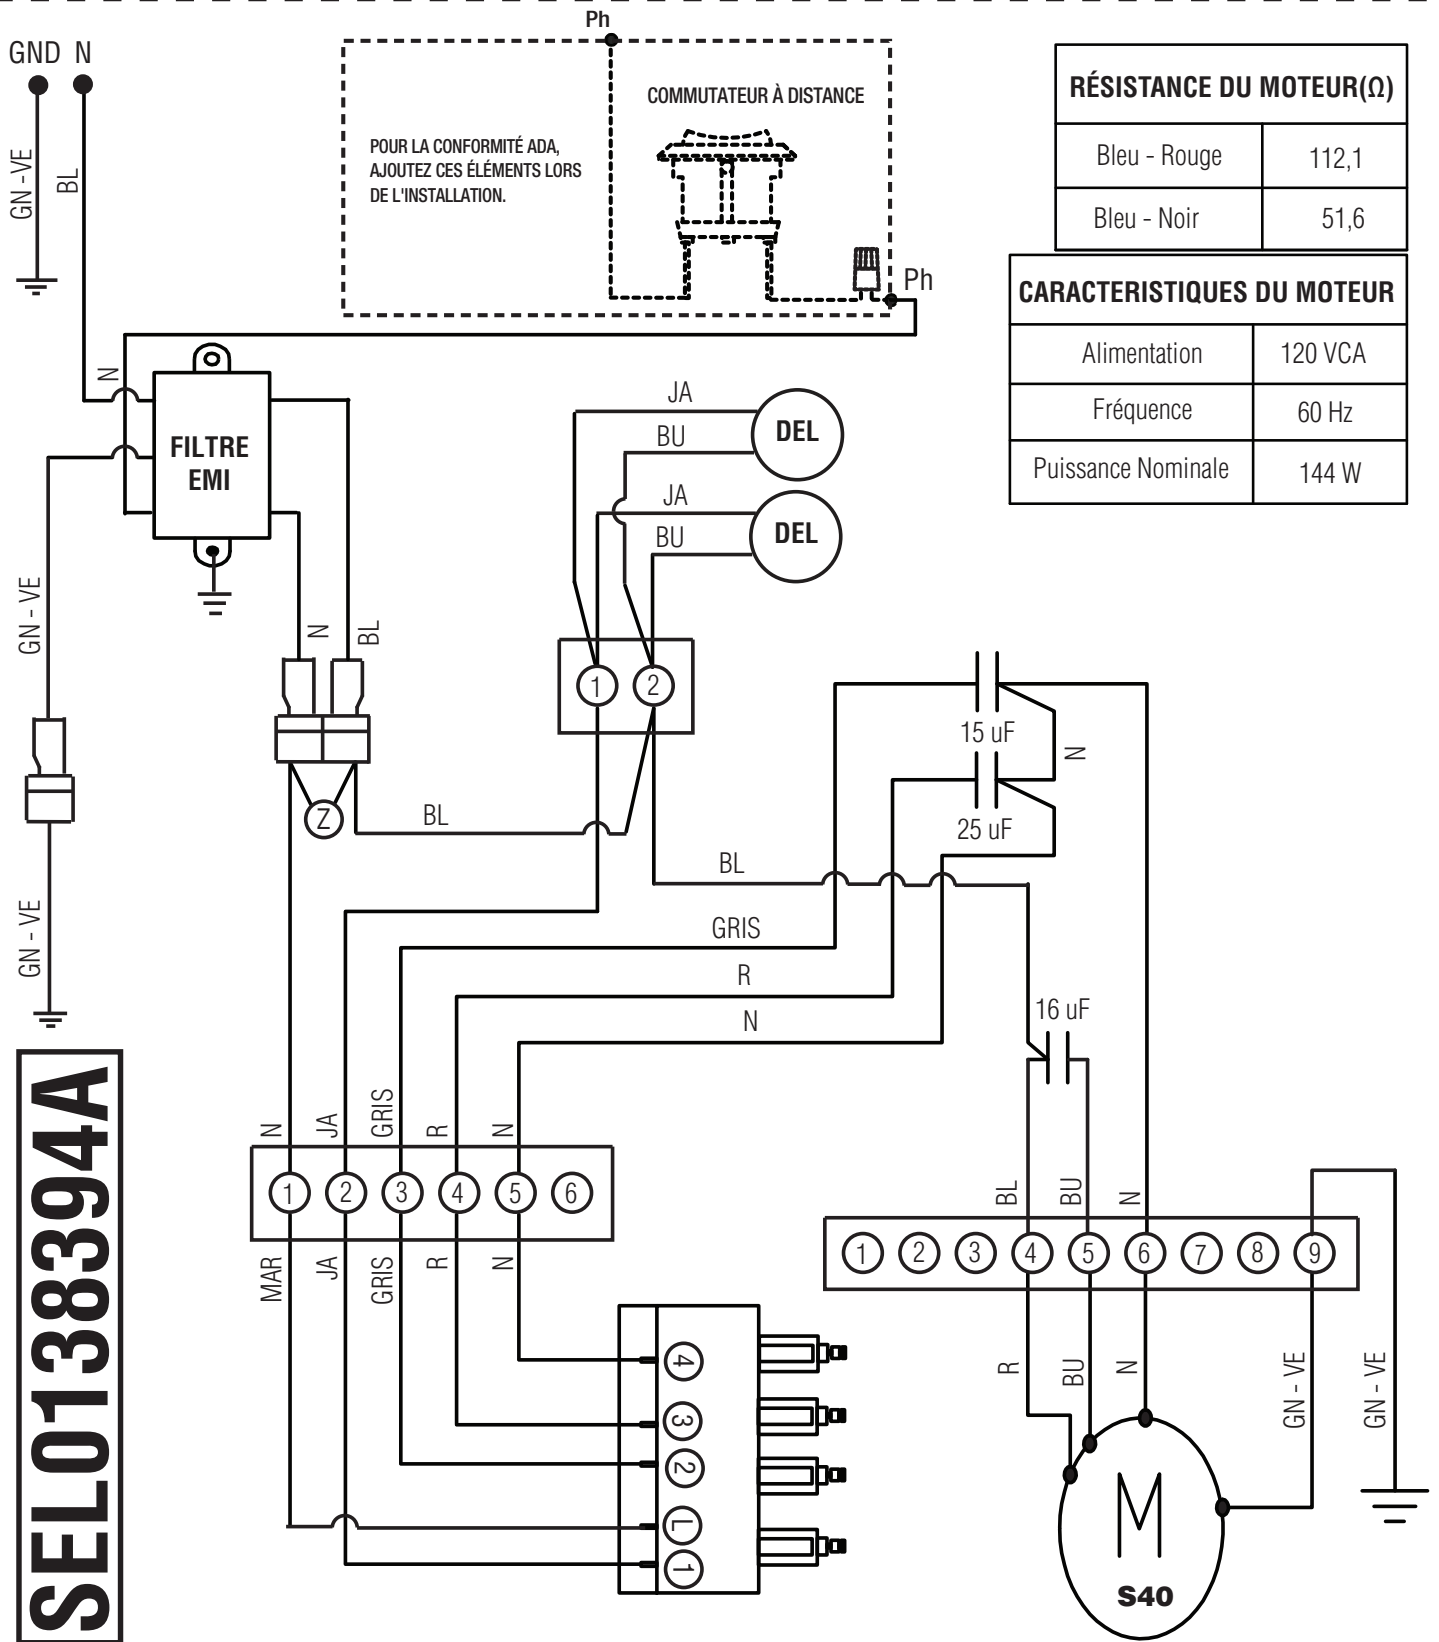 Ph
GND N
COMMUTATEUR À DISTANCE
POUR LA CONFORMITÉ ADA,
AJOUTEZ CES ÉLÉMENTS LORS
DE L'INSTALLATION.
RÉSISTANCE DU MOTEUR(Ω)
Bleu - Rouge 112,1
Bleu - Noir 51,6
CARACTERISTIQUES DU MOTEUR
Alimentation 120 VCA
Fréquence 60 Hz
Puissance Nominale 144 W
GN -VE
BL
Ph
N
FILTRE
EMI
JA
DEL
BU
JA
DEL
BU
GN - VE
N
BL
1 2
15 uF
N
25 uF
Z
BL
BL
GN - VE
GRIS
R
N
16 uF
N
JA
GRIS
R
N
1 2 3 4 5 6
BL
BU
N
1 2 3 4 5 6 7 8 9
MAR
JA
GRIS
R
N
4
3
2
L
1
R
BU
N
GN - VE
GN - VE
M
S40
SEL0138394A